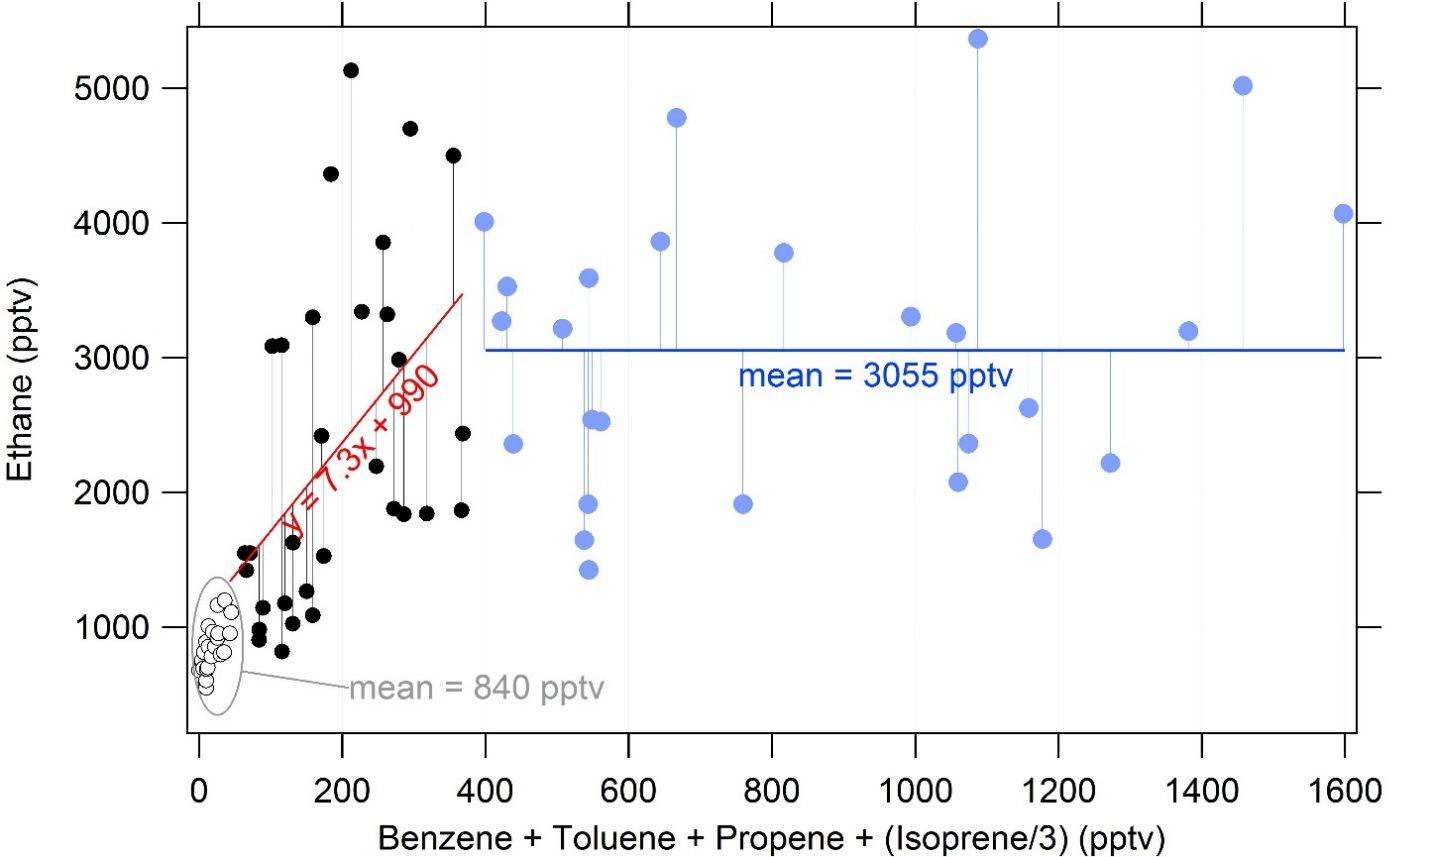 5000
4000
3000
2000
1000
Ethane (pptv)
y = 7.3x + 990
mean = 3055 pptv
mean = 840 pptv
0 200 400 600 800 1000 1200 1400 1600
Benzene + Toluene + Propene + (Isoprene/3) (pptv)